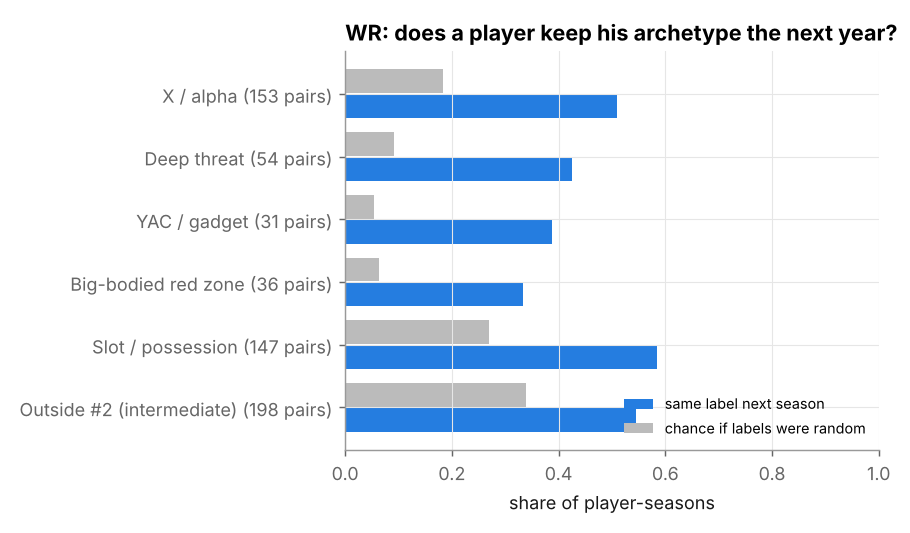 WR: does a player keep his archetype the next year?
X / alpha (153 pairs)
Deep threat (54 pairs)
YAC / gadget (31 pairs)
Big-bodied red zone (36 pairs)
Slot / possession (147 pairs)
Outside #2 (intermediate) (198 pairs)
same label next season
chance if labels were random
0.0 0.2 0.4 0.6 0.8 1.0
share of player-seasons